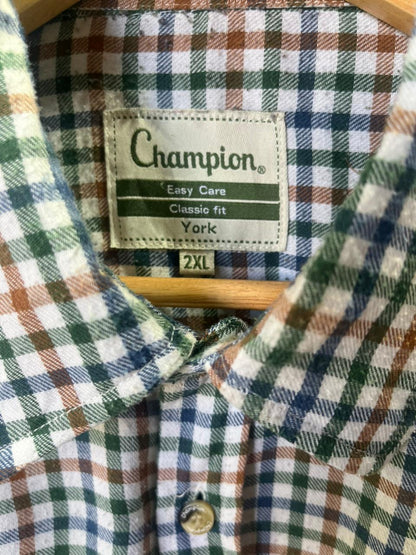 Champion®
Easy Care
Classic fit
York
2XL